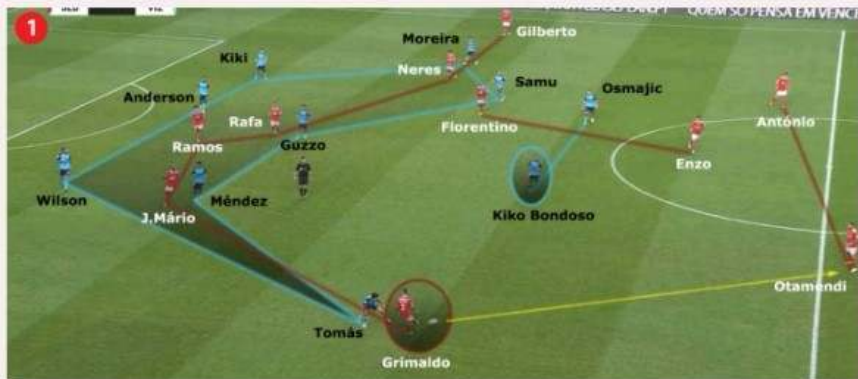 QUEM SÓ PENSA EM VENCE
1
Gilberto
Moreira
Kiki
Neres
Samu
Osmajic
Anderson
António
Rafa
Florentino
Ramos
Guzzo
Enzo
Wilson
Méndez
J.Mário
Kiko Bondoso
Otamendi
Tomás
Grimaldo